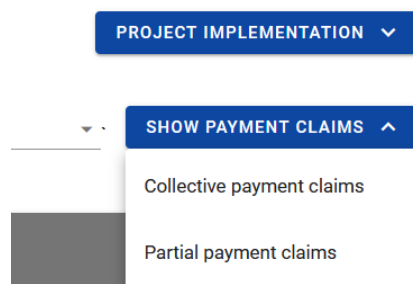 PROJECT IMPLEMENTATION
SHOW PAYMENT CLAIMS
Collective payment claims
Partial payment claims